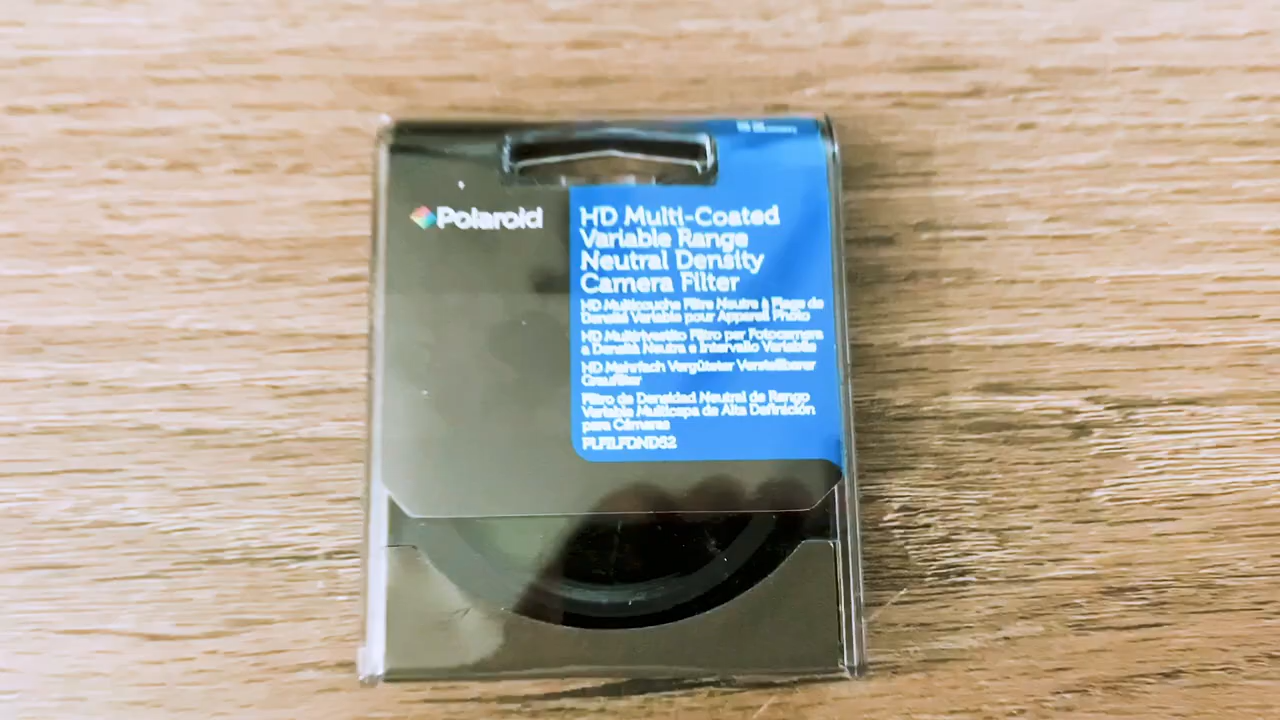 Polaroid
HD Multi-Coated
Variable Range
Neutral Density
Camera Filter
HD Multicouche Filtre Neutre à Plage de
Densité Variable pour Appareil Photo
HD Multirivestito Filtro per Fotocamera
a Densità Neutra e Intervallo Variabile
HD Mehrfach Vergüteter Verstellbarer
Graufilter
Filtro de Densidad Neutral de Rango
Variable Multicapa de Alta Definición
para Cámaras
PLFILFDND52